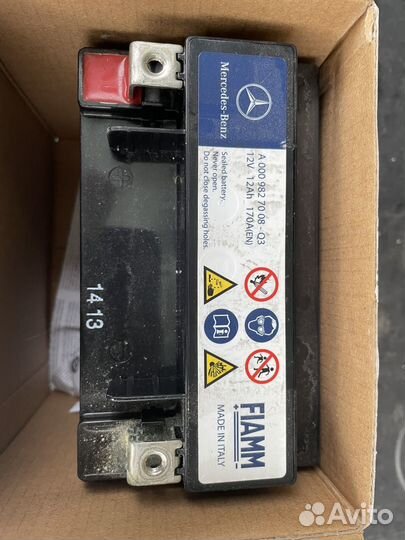 Mercedes-Benz
A 000 982 70 08 - Q3
12V 12Ah 170A(EN)
Sealed battery.
Never open.
Do not close degassing holes.
FIAMM
MADE IN ITALY
14 13
Avito